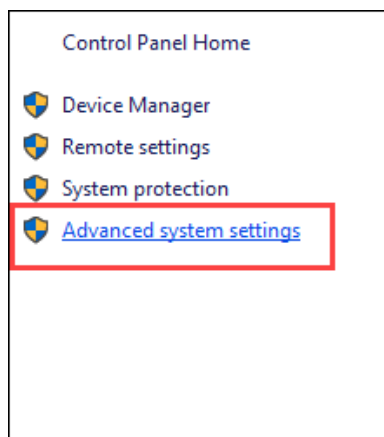 Control Panel Home
Device Manager
Remote settings
System protection
Advanced system settings